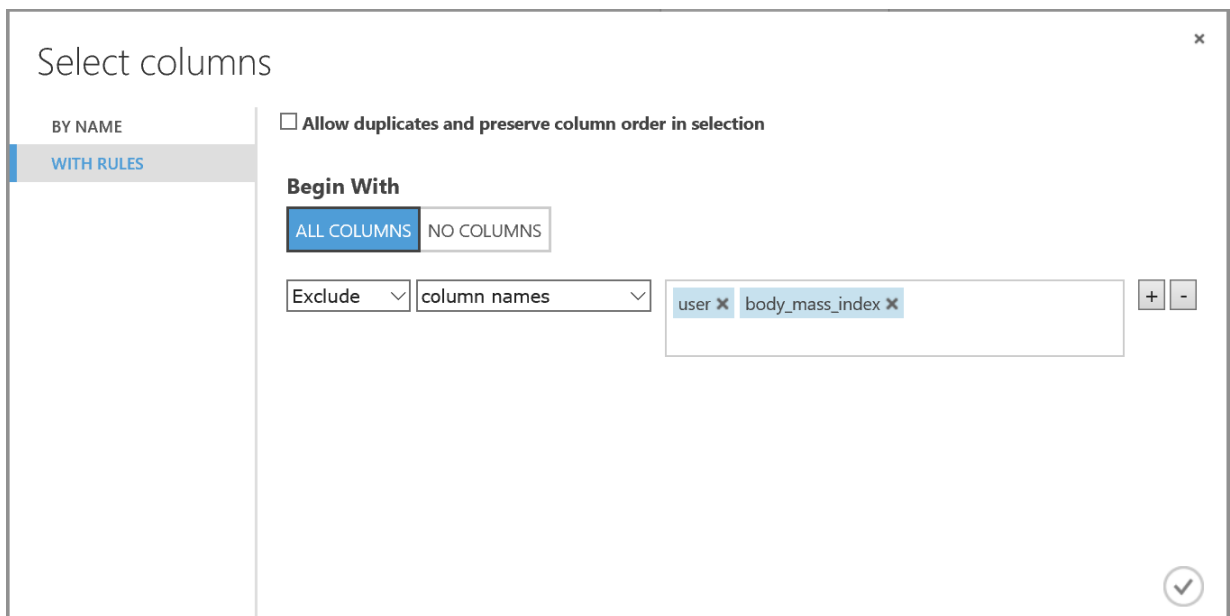 Select columns
BY NAME
WITH RULES
Allow duplicates and preserve column order in selection
Begin With
ALL COLUMNS NO COLUMNS
Exclude column names user body_mass_index + -